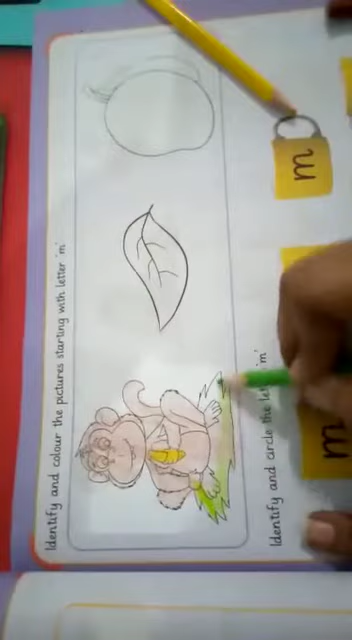 Identify and colour the pictures starting with letter 'm'
Identify and circle the letter 'm'
m
m